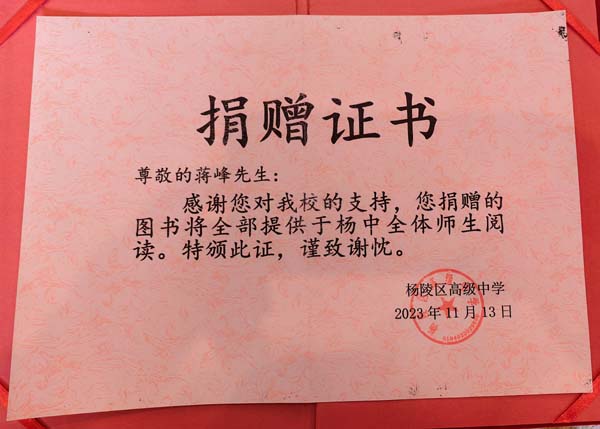 捐赠证书
尊敬的蒋峰先生：
感谢您对我校的支持，您捐赠的
图书将全部提供于杨中全体师生阅
读。特颁此证，谨致谢忱。
杨陵区高级中学
2023年11月13日